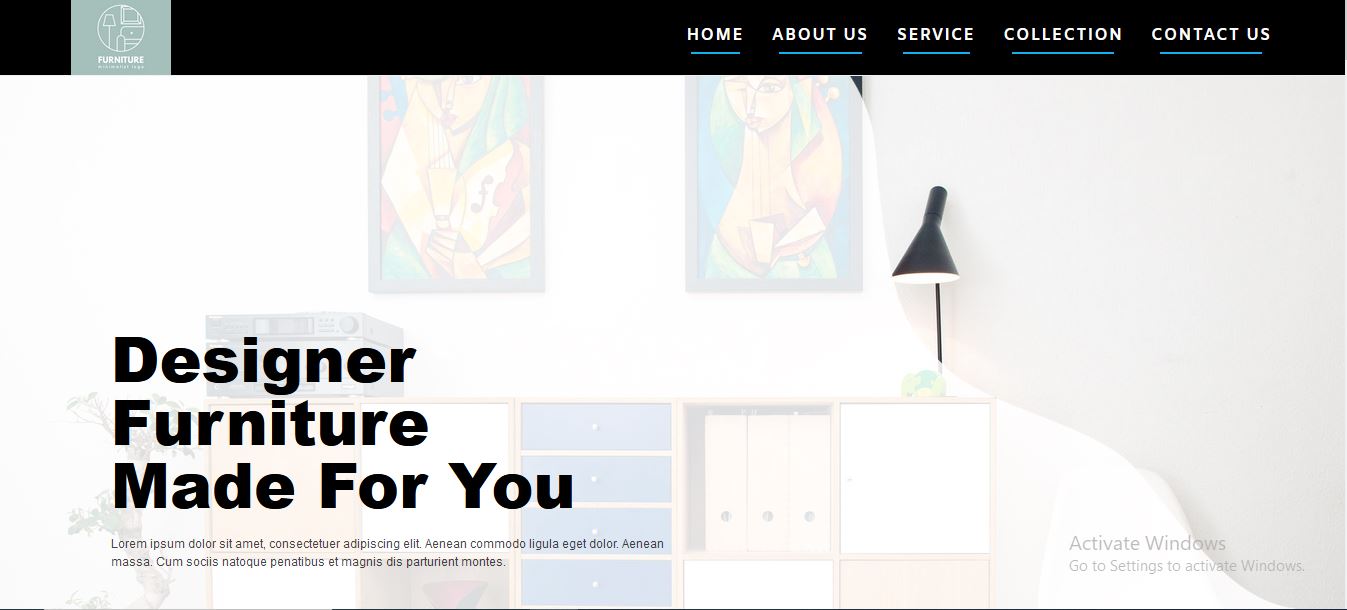 FURNITURE
minimalist logo
HOME ABOUT US SERVICE COLLECTION CONTACT US
Designer
Furniture
Made For You
Lorem ipsum dolor sit amet, consectetuer adipiscing elit. Aenean commodo ligula eget dolor. Aenean
massa. Cum sociis natoque penatibus et magnis dis parturient montes.
Activate Windows
Go to Settings to activate Windows.